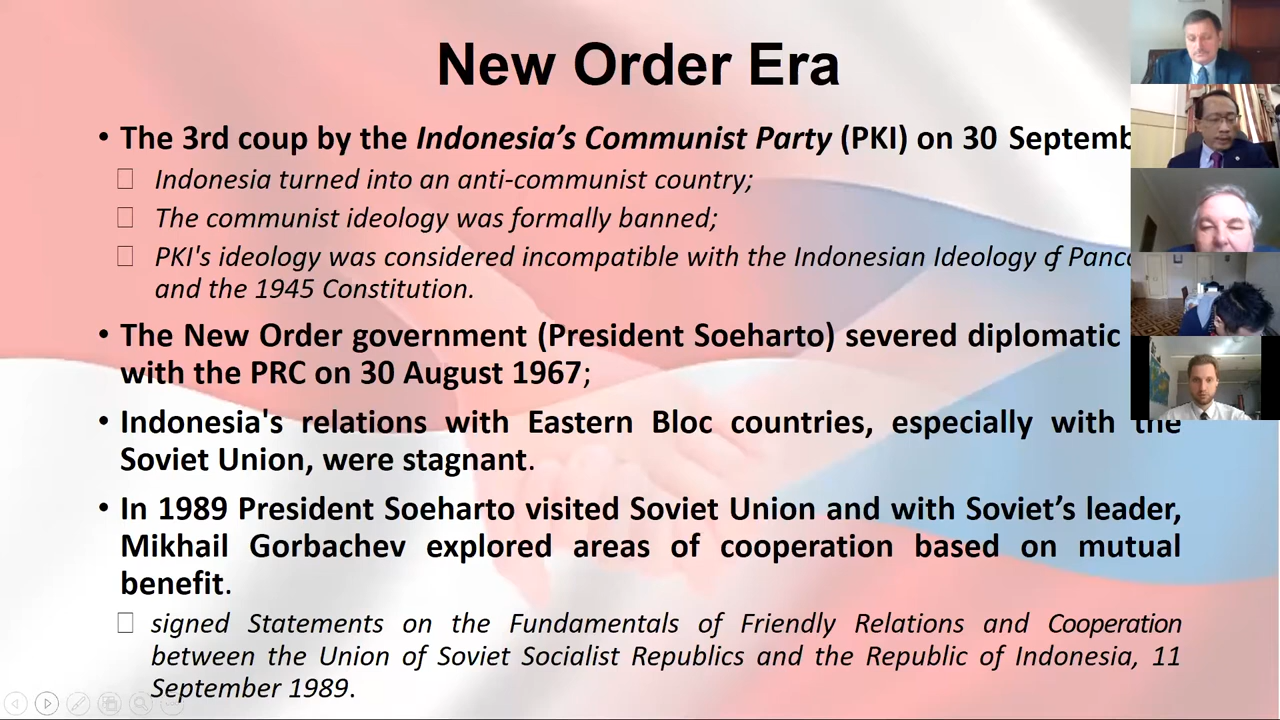 New Order Era
• The 3rd coup by the Indonesia’s Communist Party (PKI) on 30 Septemb
Indonesia turned into an anti-communist country;
The communist ideology was formally banned;
PKI's ideology was considered incompatible with the Indonesian Ideology of Panc
and the 1945 Constitution.
• The New Order government (President Soeharto) severed diplomatic
with the PRC on 30 August 1967;
• Indonesia's relations with Eastern Bloc countries, especially with the
Soviet Union, were stagnant.
• In 1989 President Soeharto visited Soviet Union and with Soviet’s leader,
Mikhail Gorbachev explored areas of cooperation based on mutual
benefit.
signed Statements on the Fundamentals of Friendly Relations and Cooperation
between the Union of Soviet Socialist Republics and the Republic of Indonesia, 11
September 1989.